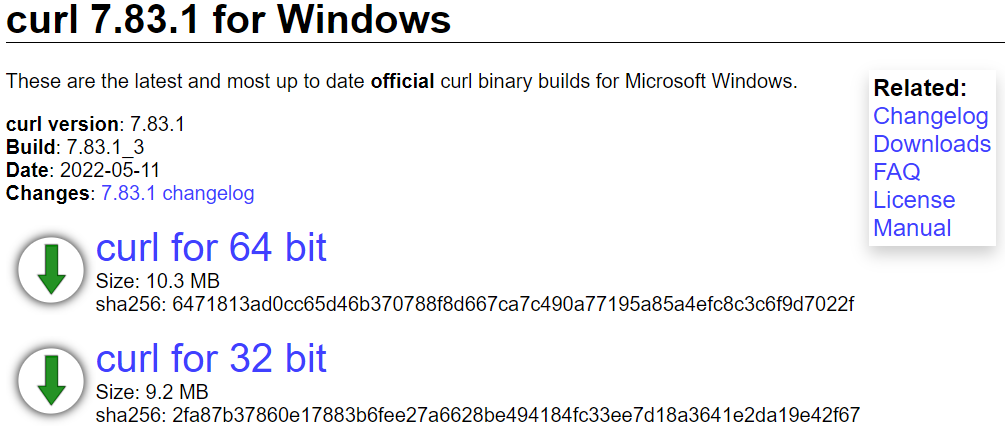 curl 7.83.1 for Windows
These are the latest and most up to date official curl binary builds for Microsoft Windows.
curl version: 7.83.1
Build: 7.83.1_3
Date: 2022-05-11
Changes: 7.83.1 changelog
Related:
Changelog
Downloads
FAQ
License
Manual
curl for 64 bit
Size: 10.3 MB
sha256: 6471813ad0cc65d46b370788f8d667ca7c490a77195a85a4efc8c3c6f9d7022f
curl for 32 bit
Size: 9.2 MB
sha256: 2fa87b37860e17883b6fee27a6628be494184fc33ee7d18a3641e2da19e42f67